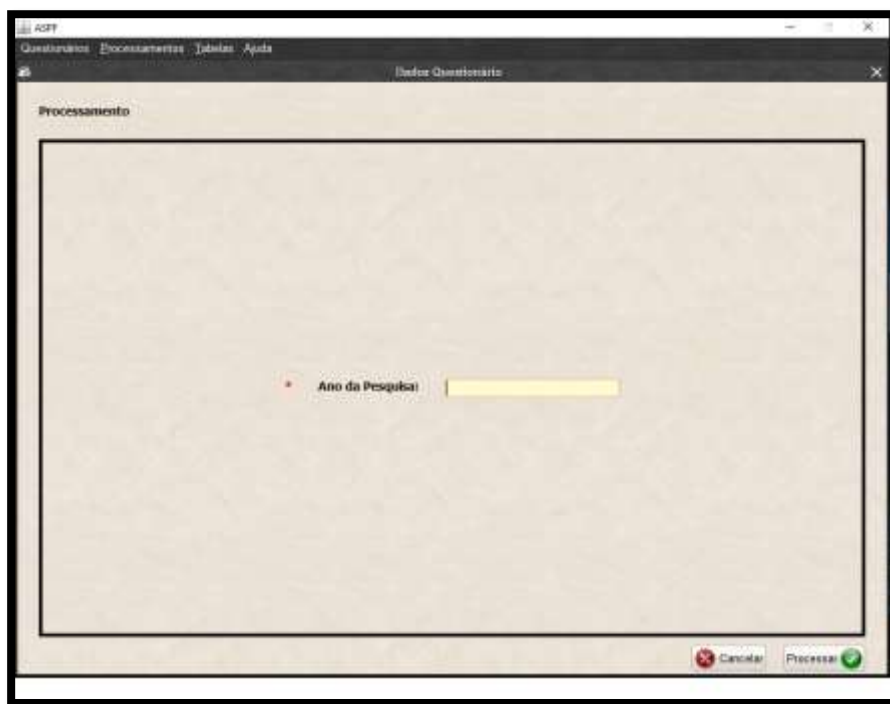 ASPF
Questionários Processamentos Tabelas Ajuda
Dados Questionário
Processamento
* Ano da Pesquisa:
Cancelar Processar